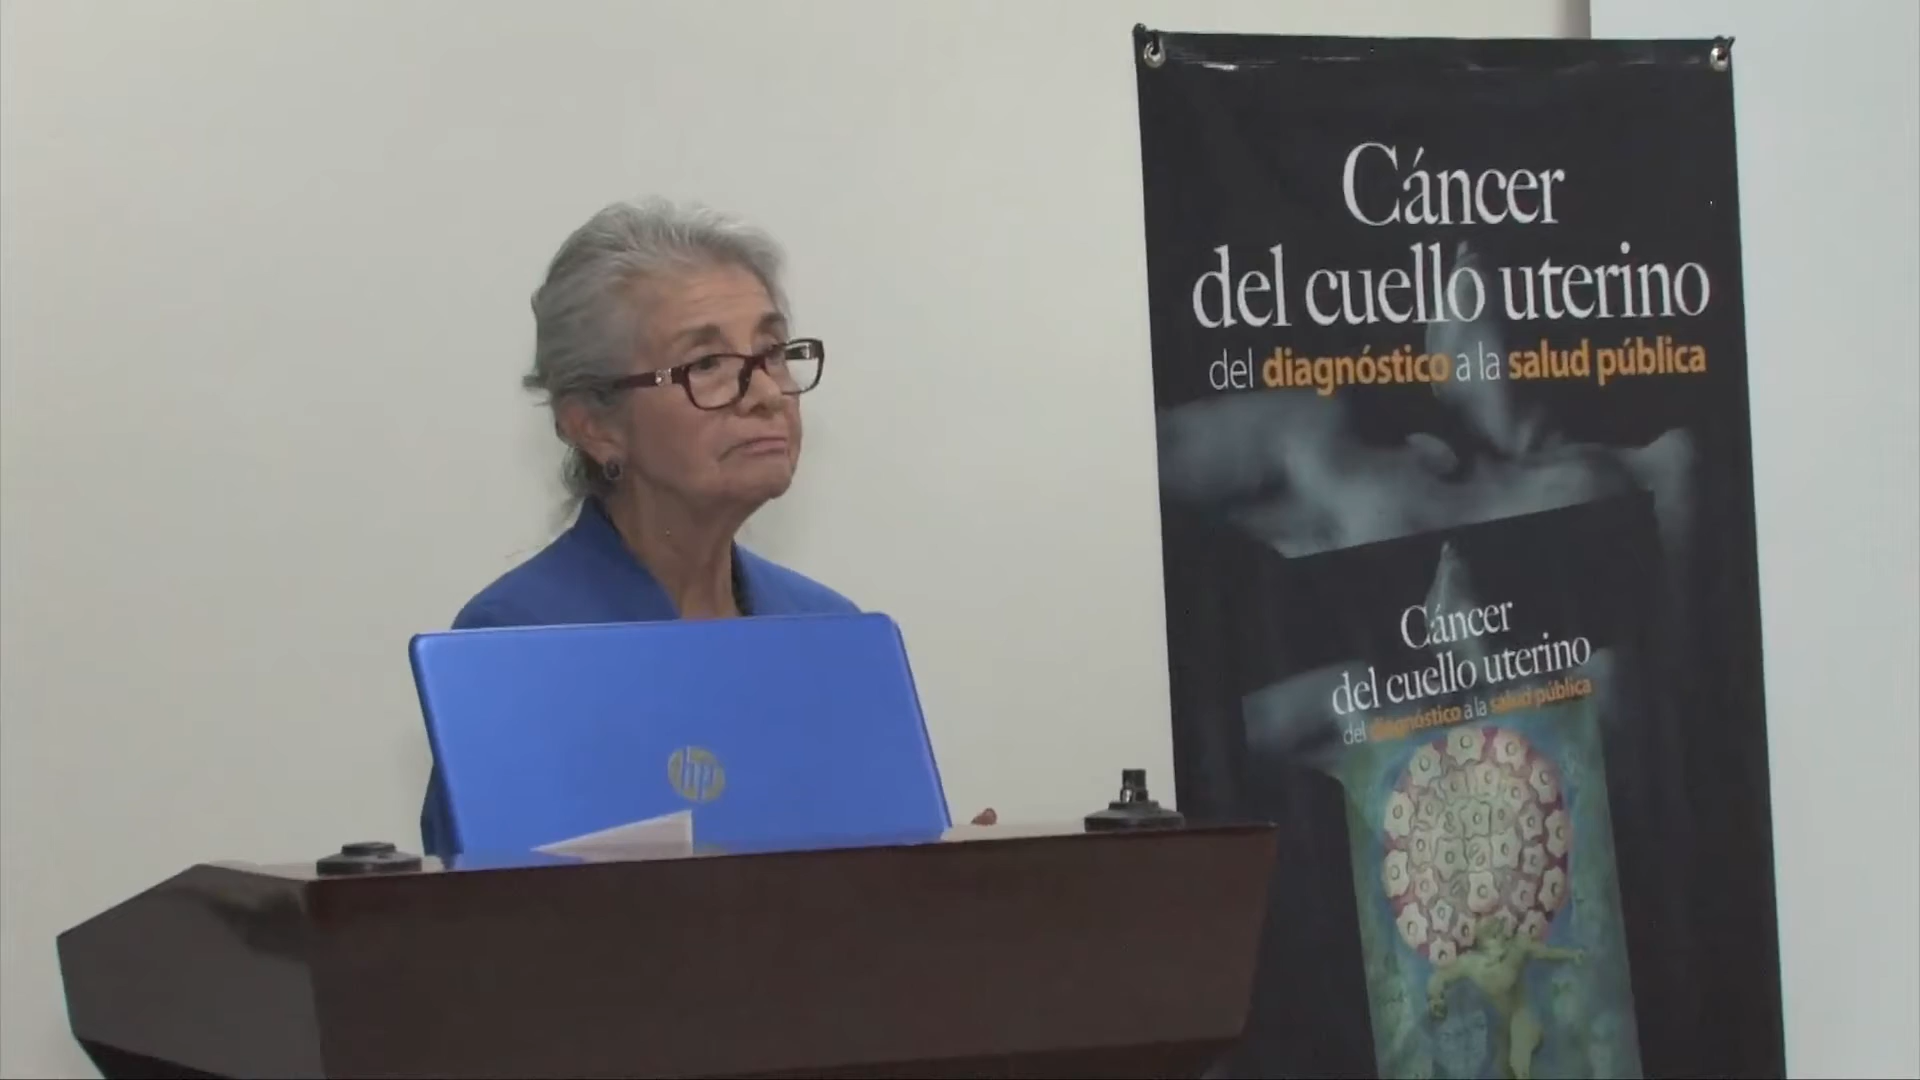 Cáncer
del cuello uterino
del diagnóstico a la salud pública
Cáncer
del cuello uterino
del diagnóstico a la salud pública
hp